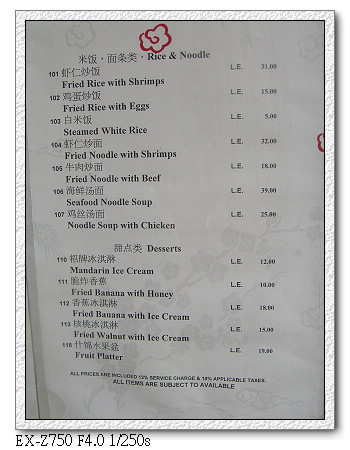 米饭，面条类，Rice & Noodle
101 虾仁炒饭 L.E. 31.00
Fried Rice with Shrimps
102 鸡蛋炒饭 L.E. 15.00
Fried Rice with Eggs
103 白米饭 L.E. 5.00
Steamed White Rice
104 虾仁炒面 L.E. 32.00
Fried Noodle with Shrimps
105 牛肉炒面 L.E. 18.00
Fried Noodle with Beef
106 海鲜汤面 L.E. 39.00
Seafood Noodle Soup
107 鸡丝汤面 L.E. 25.00
Noodle Soup with Chicken
甜点类 Desserts
110 招牌冰淇淋 L.E. 12.00
Mandarin Ice Cream
111 脆炸香蕉 L.E. 10.00
Fried Banana with Honey
112 香蕉冰淇淋 L.E. 18.00
Fried Banana with Ice Cream
113 核桃冰淇淋 L.E. 15.00
Fried Walnut with Ice Cream
118 什锦水果盆 L.E. 19.00
Fruit Platter
ALL PRICES ARE INCLUDED 12% SERVICE CHARGE & 10% APPLICABLE TAXES.
ALL ITEMS ARE SUBJECT TO AVAILABLE
EX-Z750 F4.0 1/250s